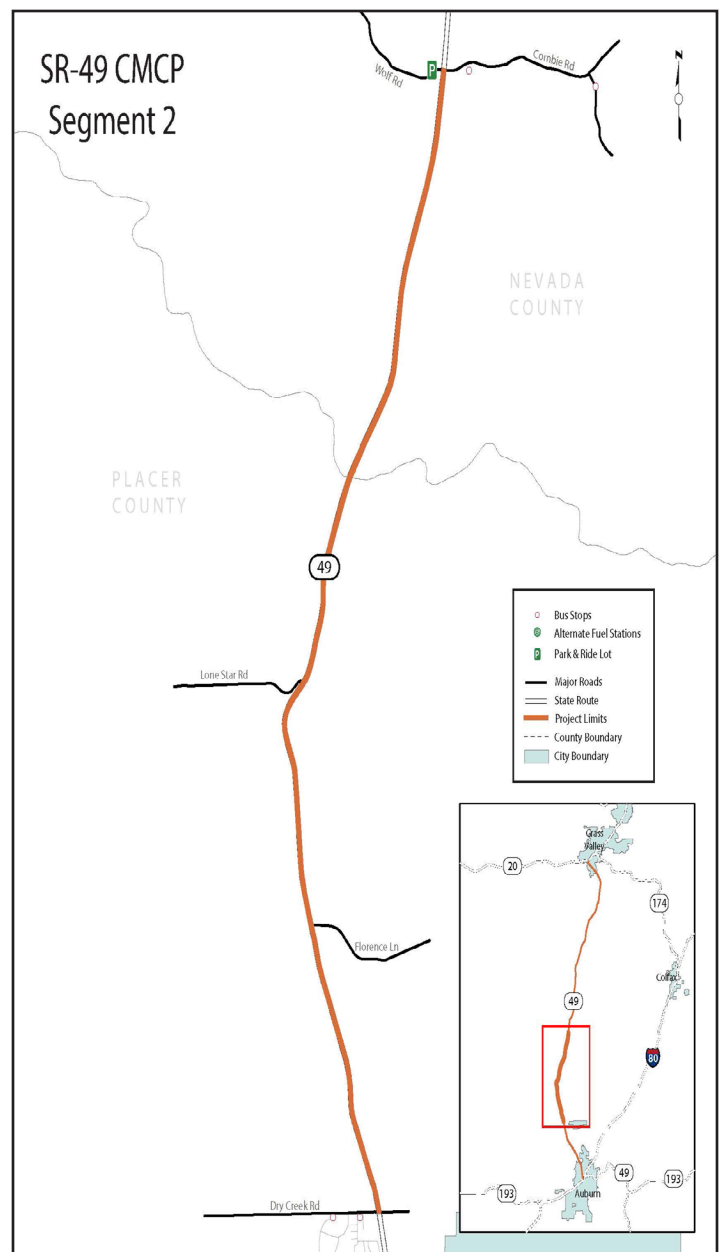 SR-49 CMCP
Segment 2
Wolf Rd
P
Combie Rd
N
NEVADA
COUNTY
PLACER
COUNTY
49
Lone Star Rd
Florence Ln
Dry Creek Rd
Bus Stops
Alternate Fuel Stations
P
Park & Ride Lot
Major Roads
State Route
Project Limits
County Boundary
City Boundary
Grass
Valley
20
174
Colfax
49
80
49
193
193
Auburn